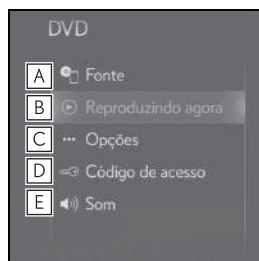 DVD
A Fonte
B Reproduzindo agora
C Opções
D Código de acesso
E Som